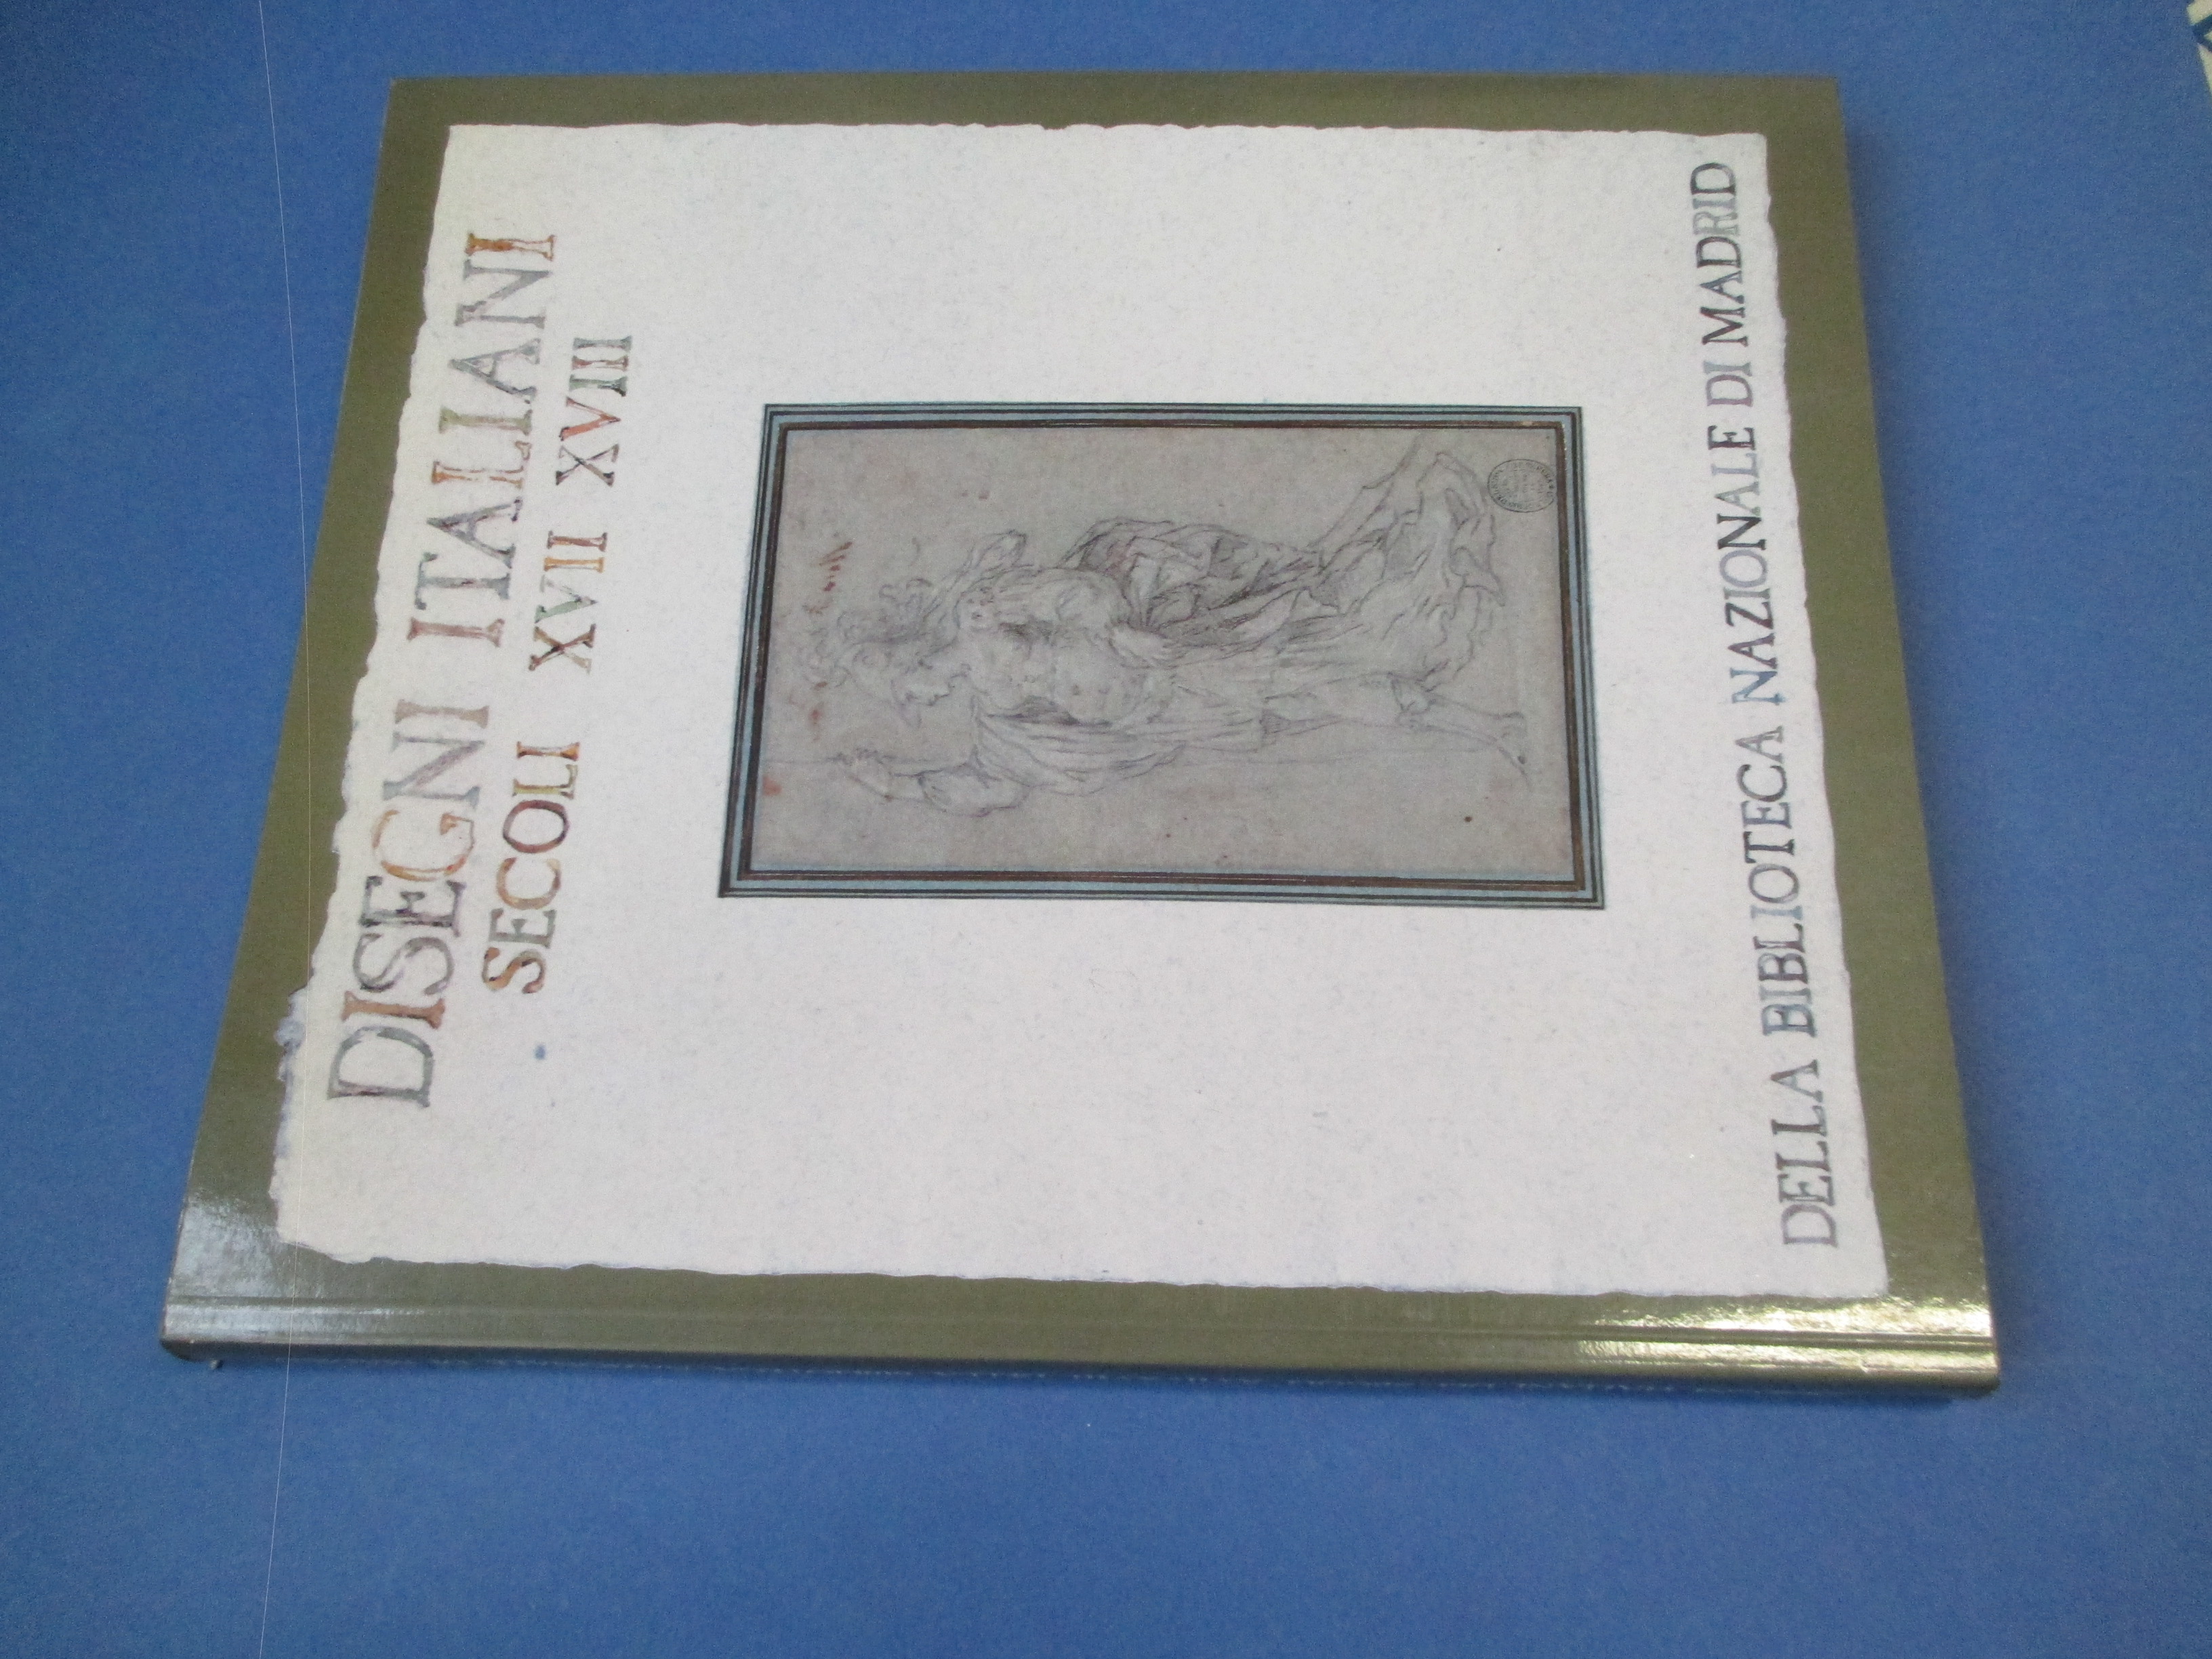 DISEGNI ITALIANI
SECOLI XVII XVIII
DELLA BIBLIOTECA NAZIONALE DI MADRID